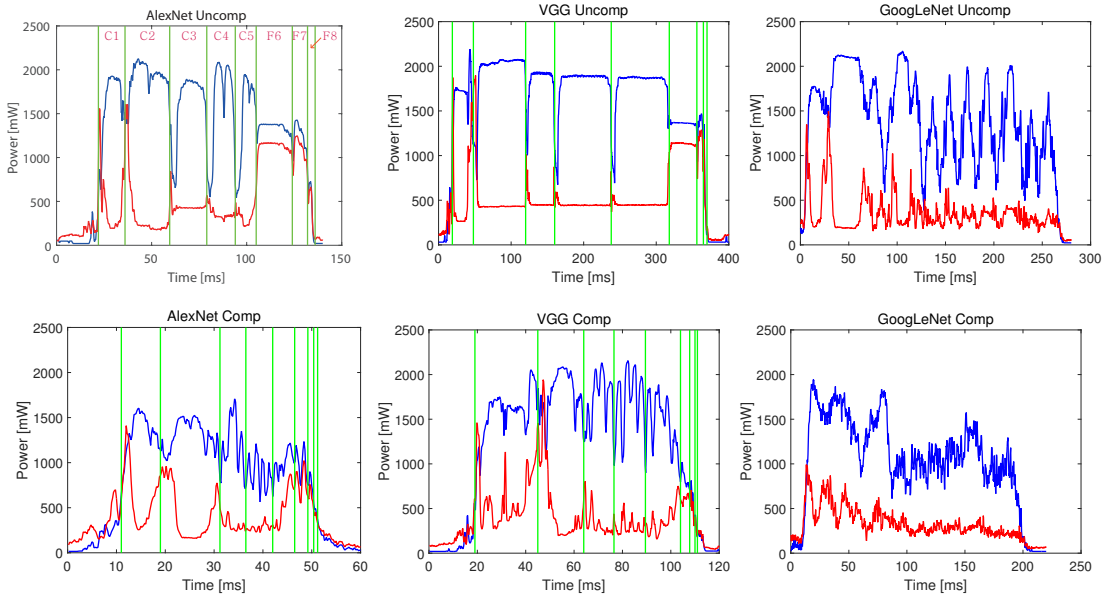 AlexNet Uncomp
C1 C2 C3 C4 C5 F6 F7 F8
2500
2000
1500
1000
500
0
Power [mW]
0 50 100 150
Time [ms]
VGG Uncomp
2500
2000
1500
1000
500
0
Power [mW]
0 100 200 300 400
Time [ms]
GoogLeNet Uncomp
2500
2000
1500
1000
500
0
Power [mW]
0 50 100 150 200 250 300
Time [ms]
AlexNet Comp
2500
2000
1500
1000
500
0
Power [mW]
0 10 20 30 40 50 60
Time [ms]
VGG Comp
2500
2000
1500
1000
500
0
Power [mW]
0 20 40 60 80 100 120
Time [ms]
GoogLeNet Comp
2500
2000
1500
1000
500
0
Power [mW]
0 50 100 150 200 250
Time [ms]